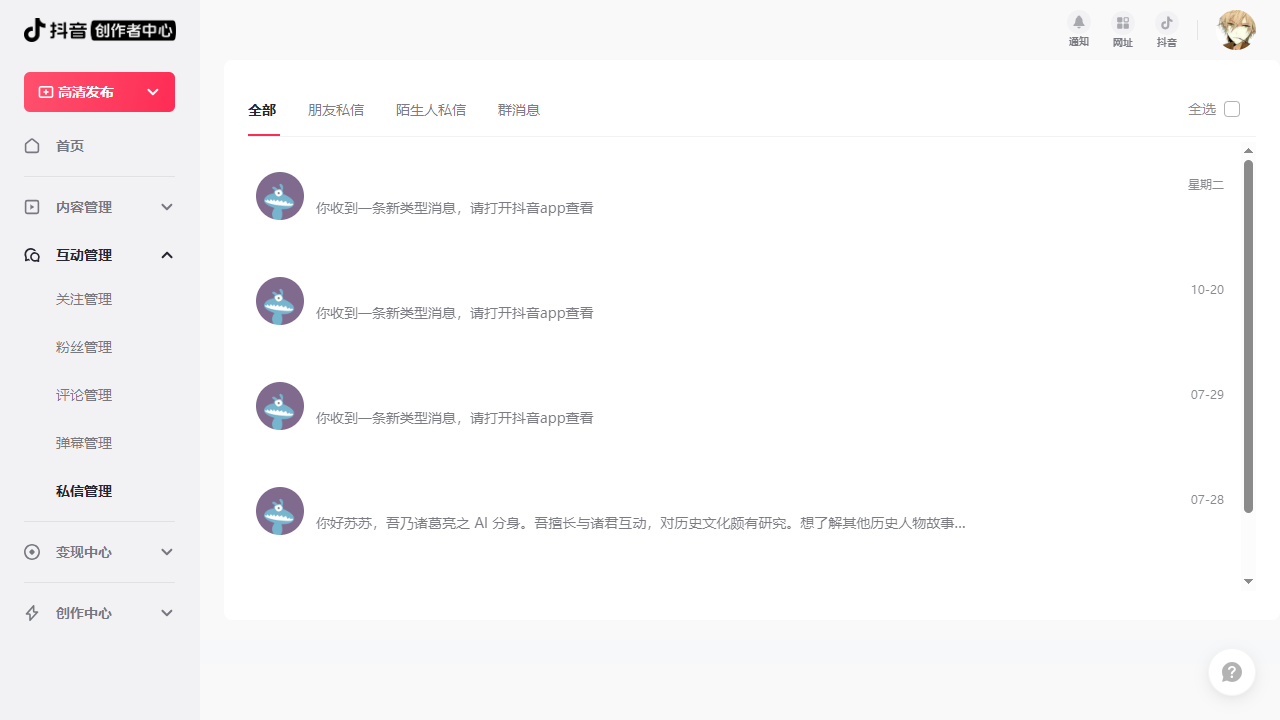 抖音 创作者中心
通知
网址
抖音
高清发布
首页
内容管理
互动管理
关注管理
粉丝管理
评论管理
弹幕管理
私信管理
变现中心
创作中心
全部
朋友私信
陌生人私信
群消息
全选
星期二
你收到一条新类型消息，请打开抖音app查看
10-20
你收到一条新类型消息，请打开抖音app查看
07-29
你收到一条新类型消息，请打开抖音app查看
07-28
你好苏苏，吾乃诸葛亮之 AI 分身。吾擅长与诸君互动，对历史文化颇有研究。想了解其他历史人物故事...